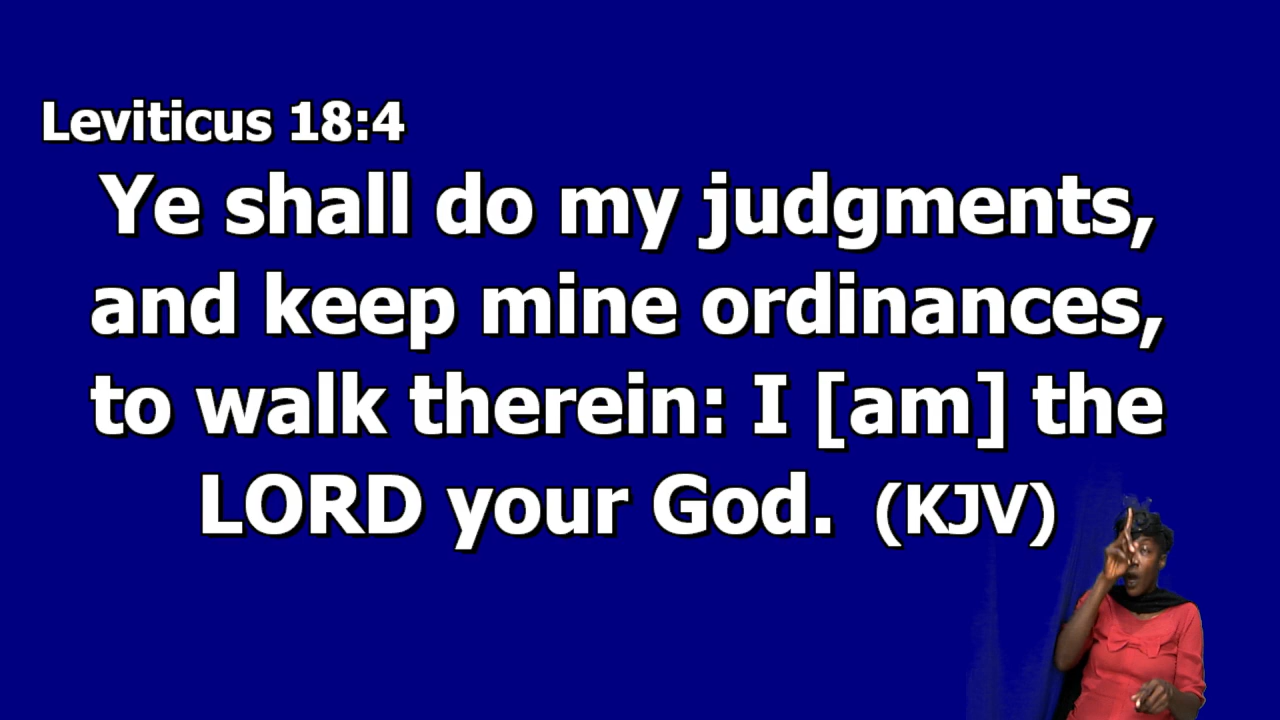 Leviticus 18:4
Ye shall do my judgments,
and keep mine ordinances,
to walk therein: I [am] the
LORD your God. (KJV)